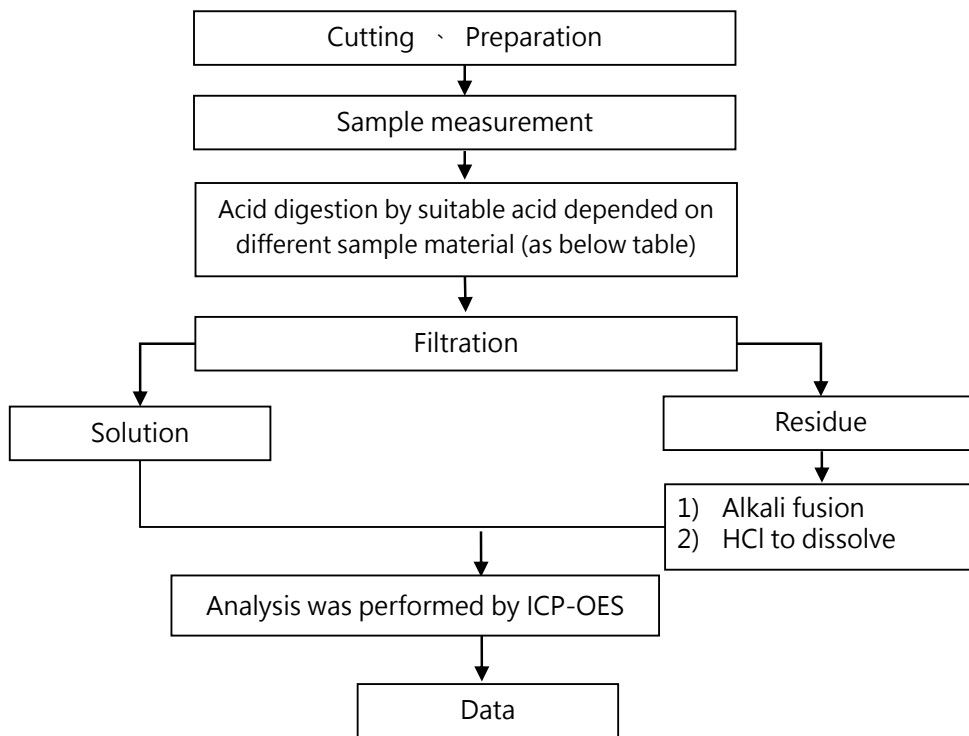 Cutting 、 Preparation
Sample measurement
Acid digestion by suitable acid depended on
different sample material (as below table)
Filtration
Solution
Residue
1) Alkali fusion
2) HCl to dissolve
Analysis was performed by ICP-OES
Data